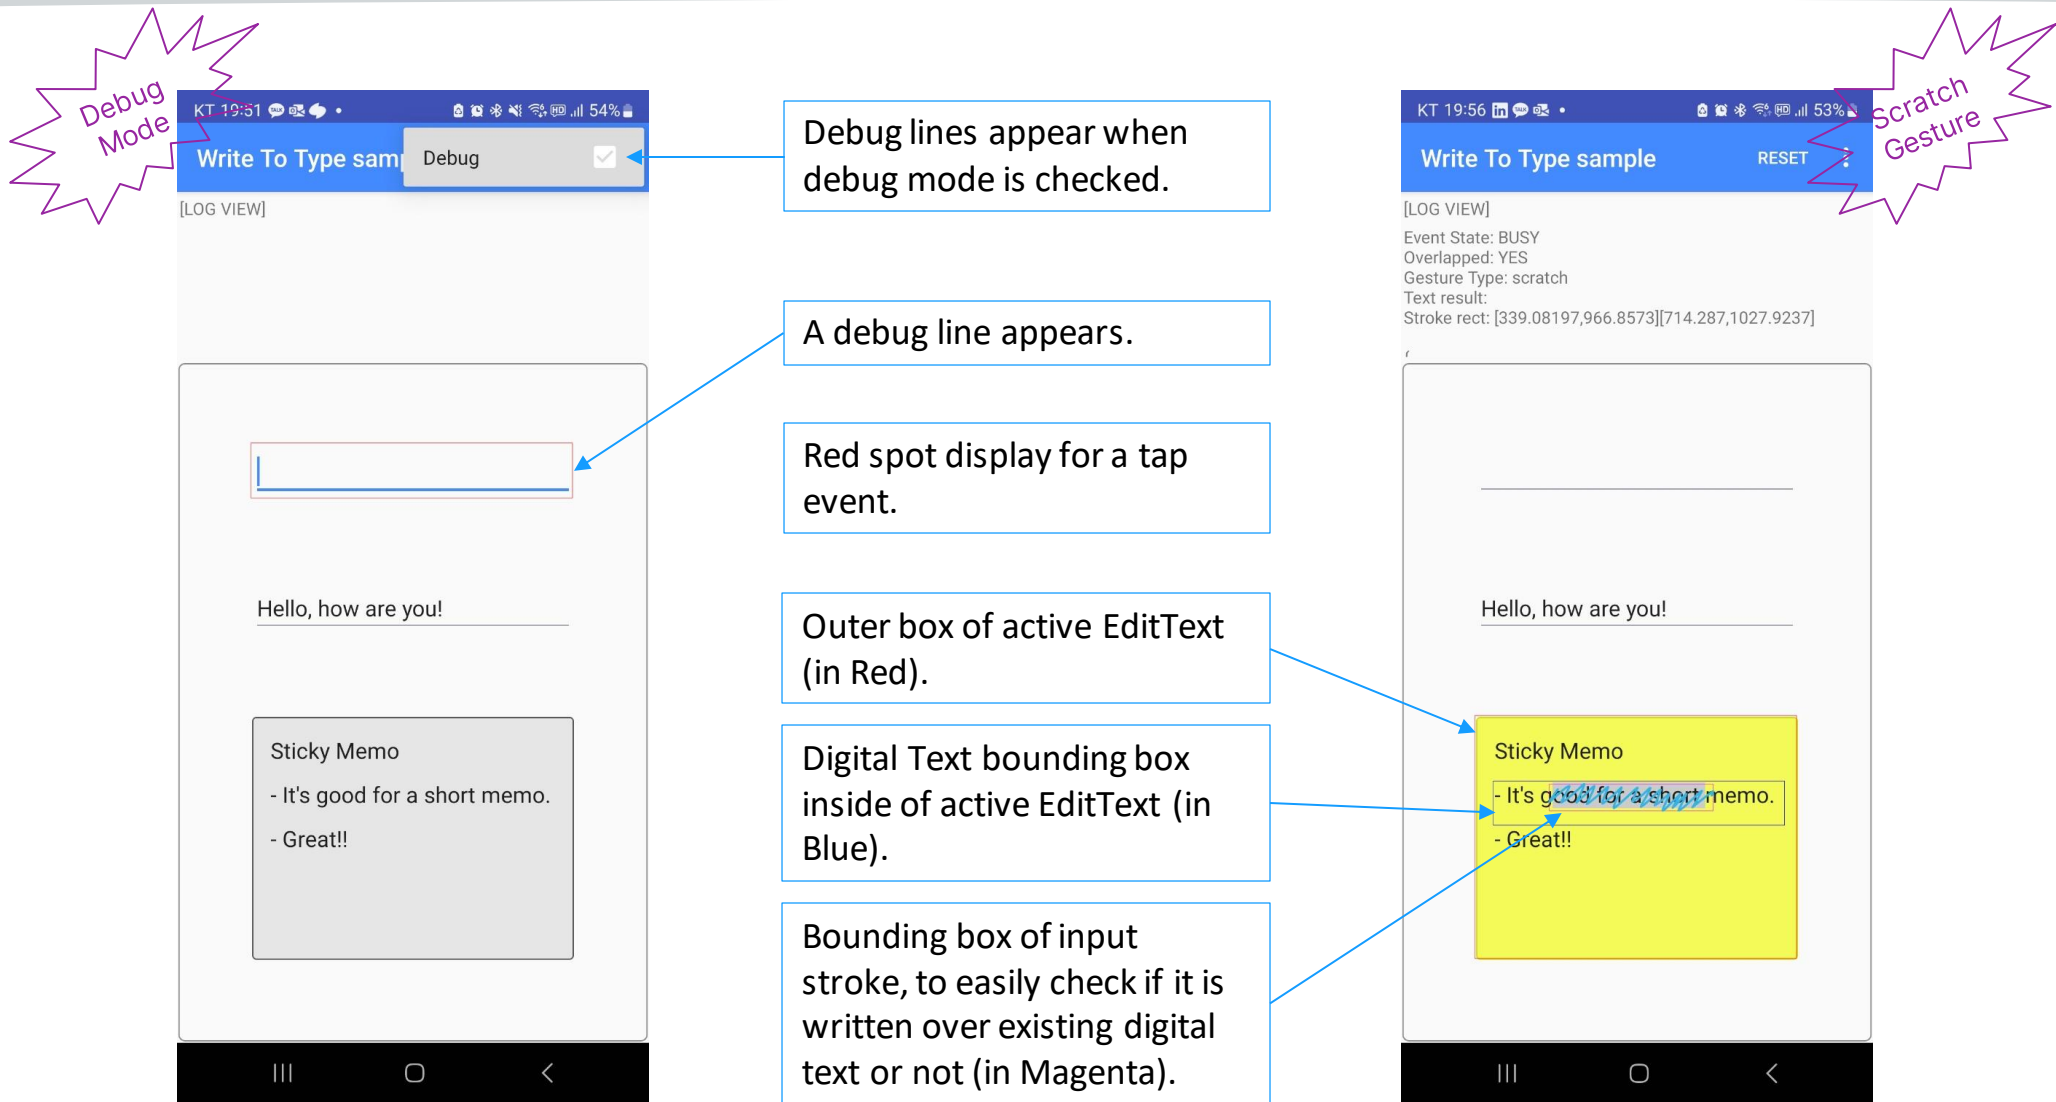 Debug
Mode
KT 19:51
54%
Write To Type sam
Debug
[LOG VIEW]
Hello, how are you!
Sticky Memo
- It's good for a short memo.
- Great!!
Debug lines appear when
debug mode is checked.
A debug line appears.
Red spot display for a tap
event.
Outer box of active EditText
(in Red).
Digital Text bounding box
inside of active EditText (in
Blue).
Bounding box of input
stroke, to easily check if it is
written over existing digital
text or not (in Magenta).
Scratch
Gesture
KT 19:56
53%
Write To Type sample
RESET
[LOG VIEW]
Event State: BUSY
Overlapped: YES
Gesture Type: scratch
Text result:
Stroke rect: [339.08197,966.8573][714.287,1027.9237]
Hello, how are you!
Sticky Memo
- It's good for a short memo.
- Great!!